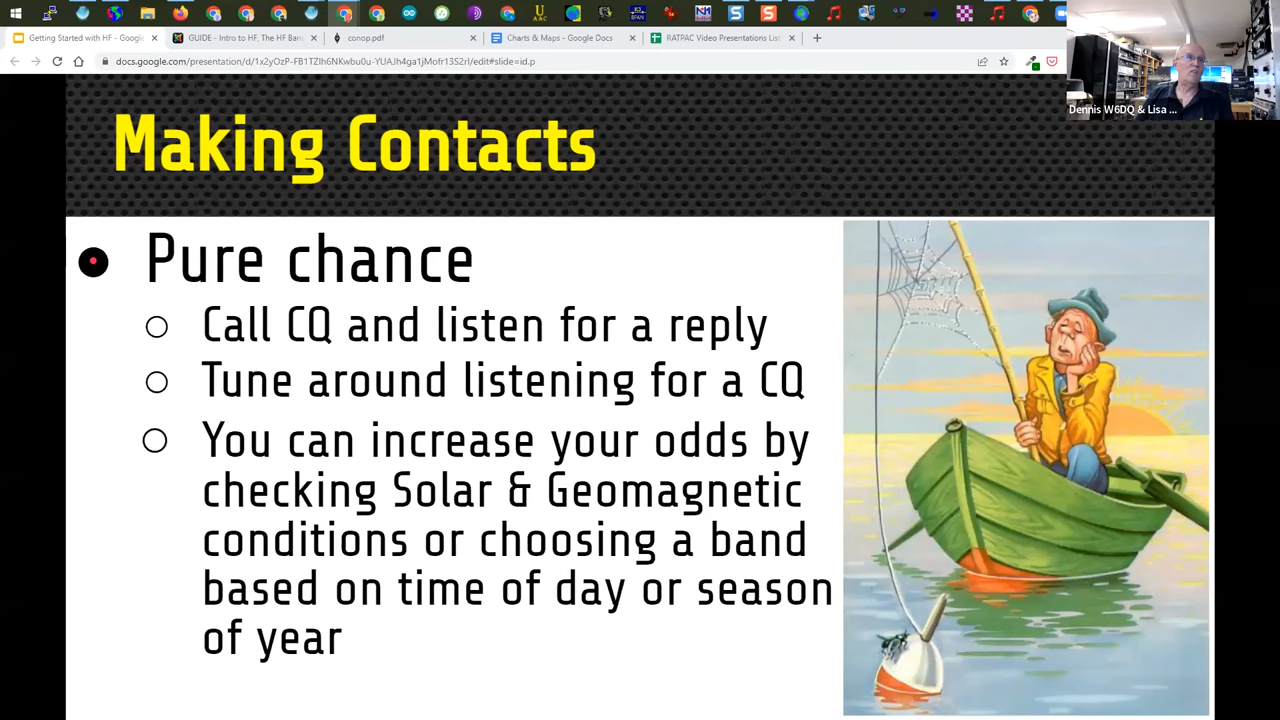 Getting Started with HF - Google
GUIDE - Intro to HF, The HF Ban
conop.pdf
Charts & Maps - Google Docs
RATPAC Video Presentations List
docs.google.com/presentation/d/1x2yOzP-FB1TZIh6NKwbu0u-YUAJh4ga1jMofr13S2rI/edit#slide=id.p
Dennis W6DQ & Lisa ...
Making Contacts
Pure chance
Call CQ and listen for a reply
Tune around listening for a CQ
You can increase your odds by
checking Solar & Geomagnetic
conditions or choosing a band
based on time of day or season
of year